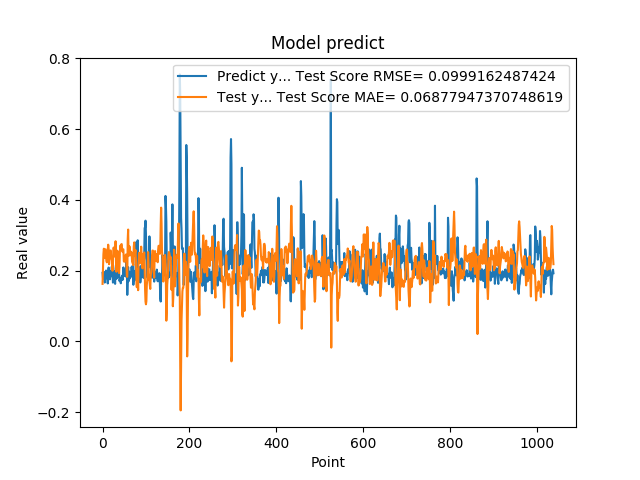 Model predict
Predict y... Test Score RMSE= 0.0999162487424
Test y... Test Score MAE= 0.06877947370748619
0.8
0.6
0.4
0.2
0.0
−0.2
Real value
0 200 400 600 800 1000
Point